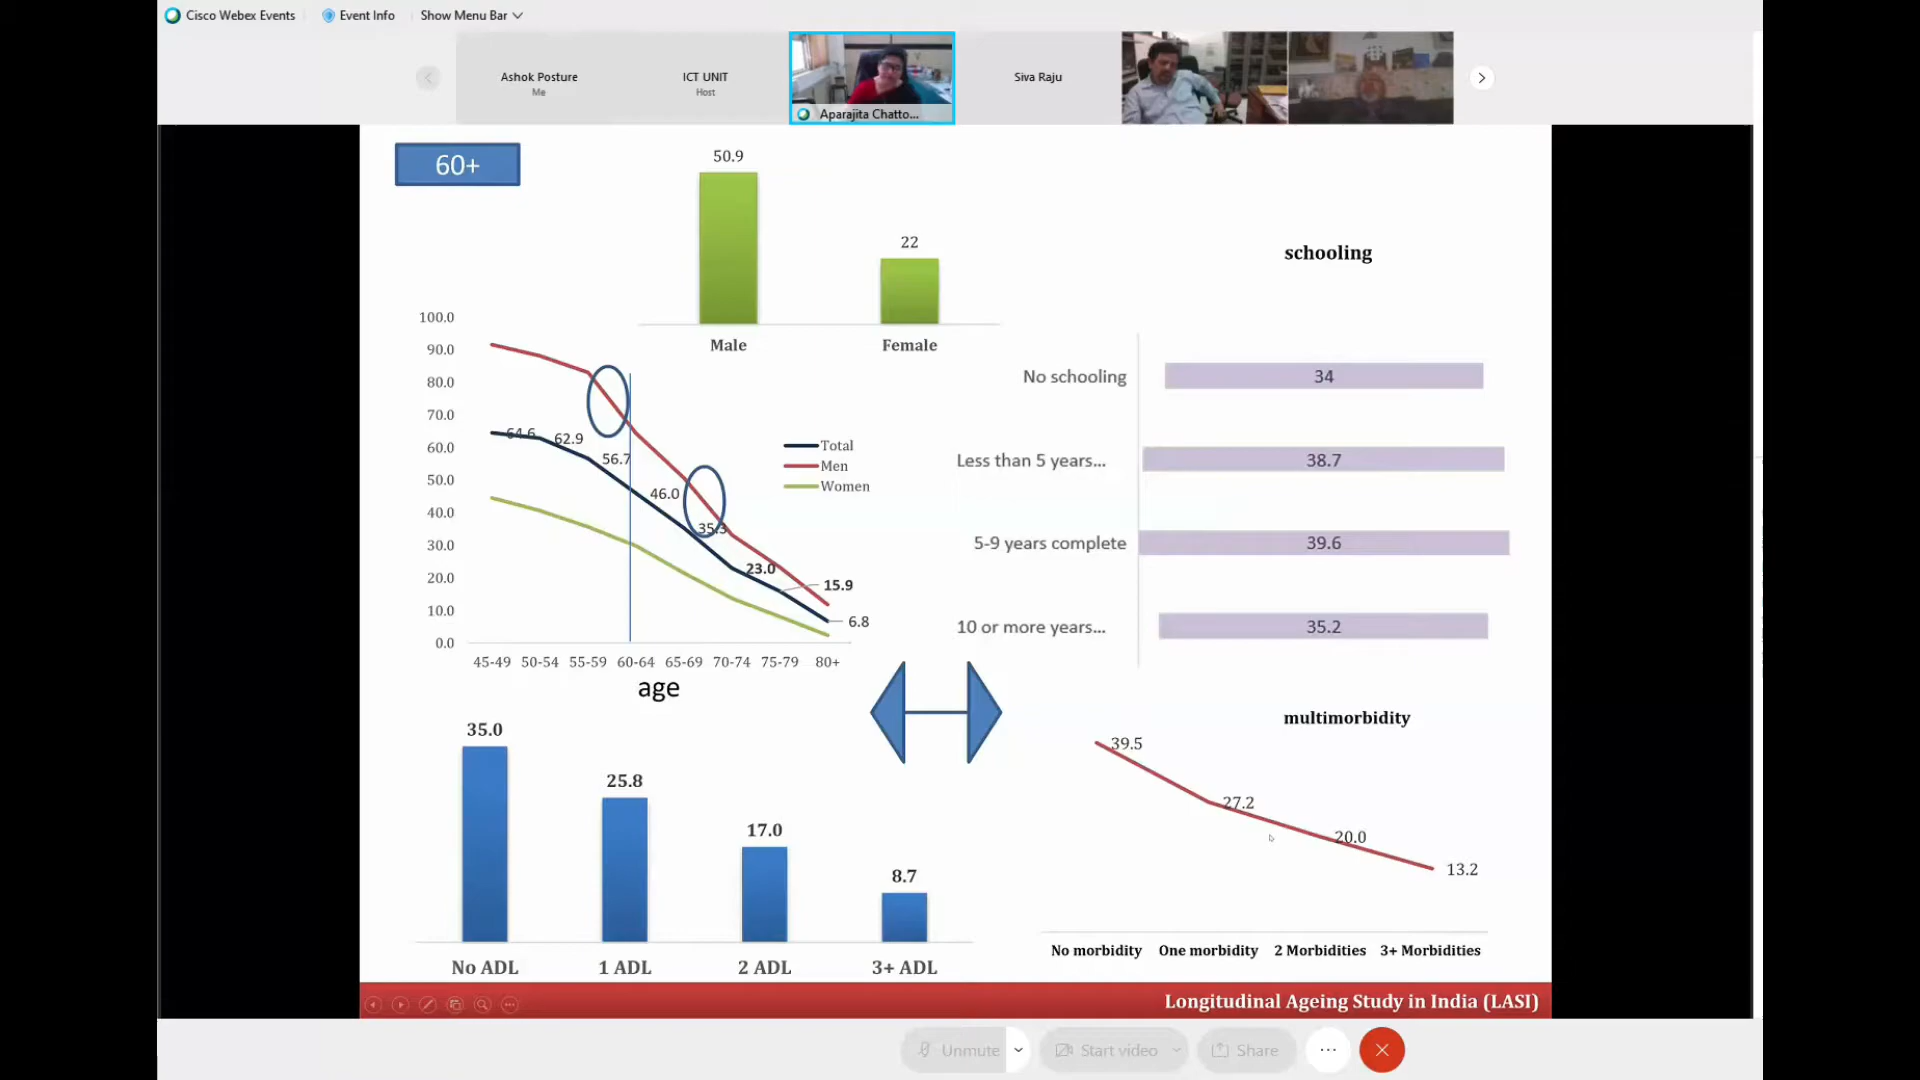 Cisco Webex Events
Event Info
Show Menu Bar
Ashok Posture
Me
ICT UNIT
Host
Aparajita Chatto...
Siva Raju
60+
50.9
22
Male
Female
100.0
90.0
80.0
70.0
60.0
50.0
40.0
30.0
20.0
10.0
0.0
64.6
62.9
56.7
46.0
35.3
23.0
15.9
6.8
Total
Men
Women
45-49 50-54 55-59 60-64 65-69 70-74 75-79 80+
age
schooling
No schooling
34
Less than 5 years...
38.7
5-9 years complete
39.6
10 or more years...
35.2
35.0
25.8
17.0
8.7
No ADL 1 ADL 2 ADL 3+ ADL
multimorbidity
39.5
27.2
20.0
13.2
No morbidity One morbidity 2 Morbidities 3+ Morbidities
Longitudinal Ageing Study in India (LASI)
Unmute
Start video
Share